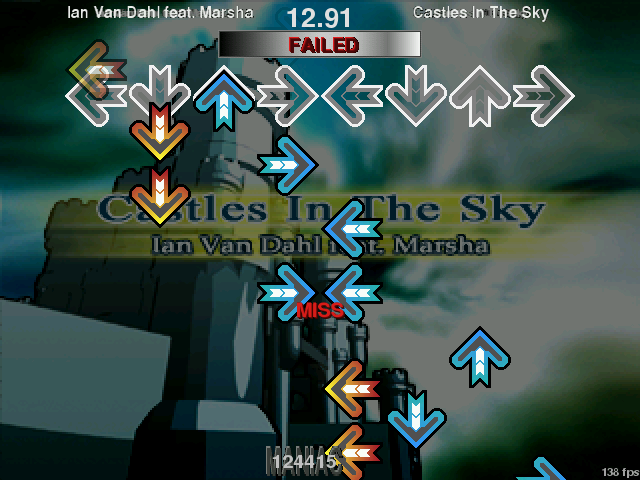 Ian Van Dahl feat. Marsha
12.91
Castles In The Sky
FAILED
Castles In The Sky
Ian Van Dahl feat. Marsha
MISS
MANIAC
124415
138 fps